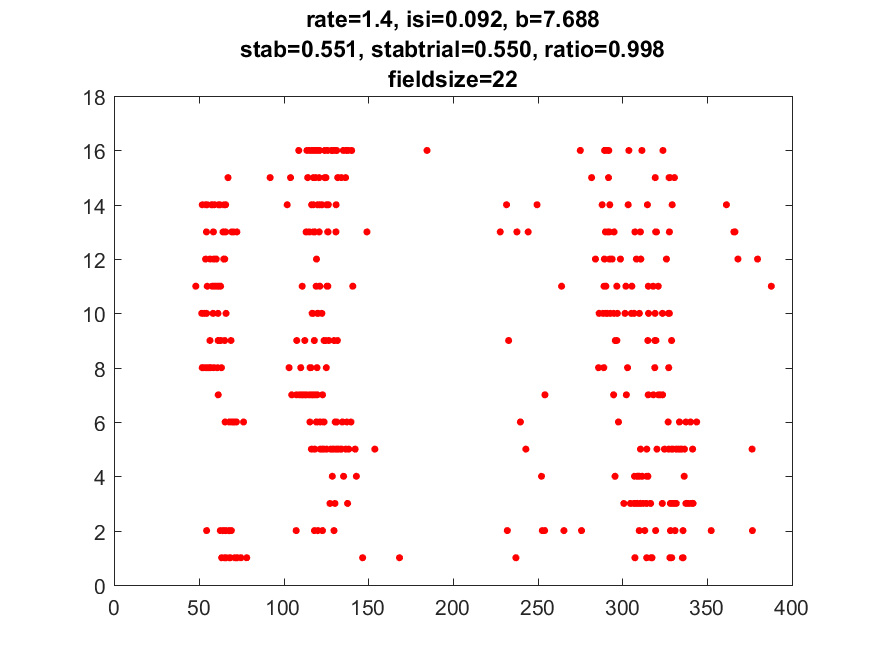 rate=1.4, isi=0.092, b=7.688
stab=0.551, stabtrial=0.550, ratio=0.998
fieldsize=22
18
16
14
12
10
8
6
4
2
0
0 50 100 150 200 250 300 350 400